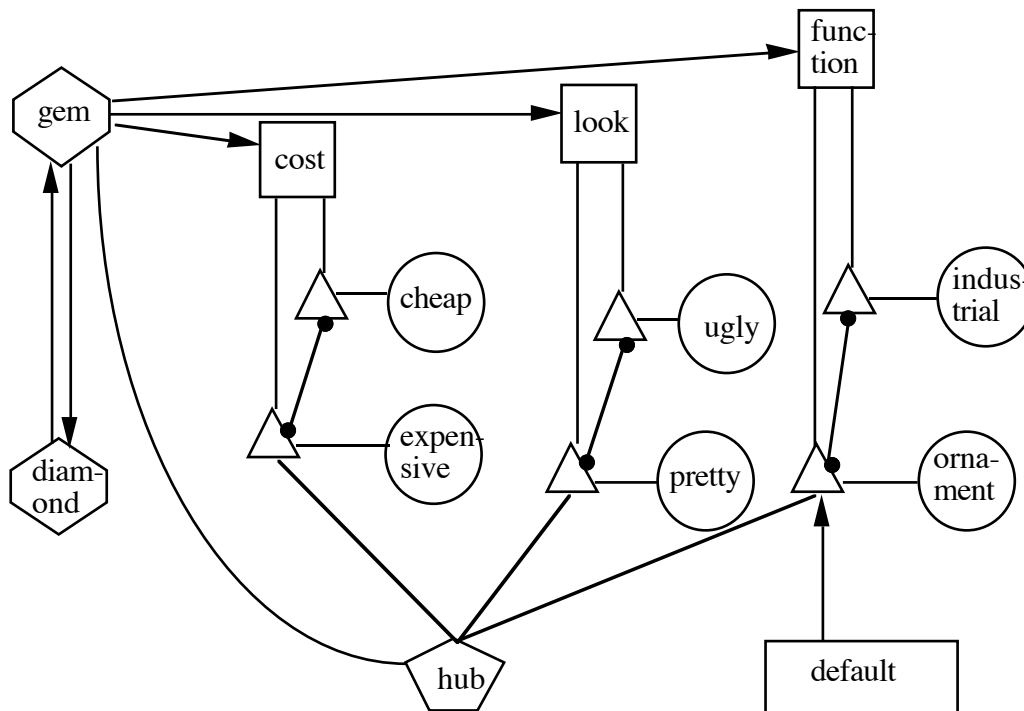 func-
tion
gem
look
cost
cheap
indus-
trial
ugly
expen-
sive
diam-
ond
pretty
orna-
ment
hub
default